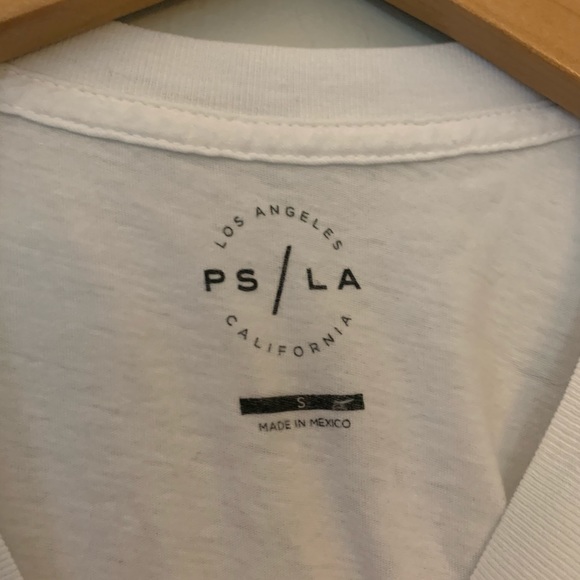 LOS ANGELES
PS/LA
CALIFORNIA
S
MADE IN MEXICO